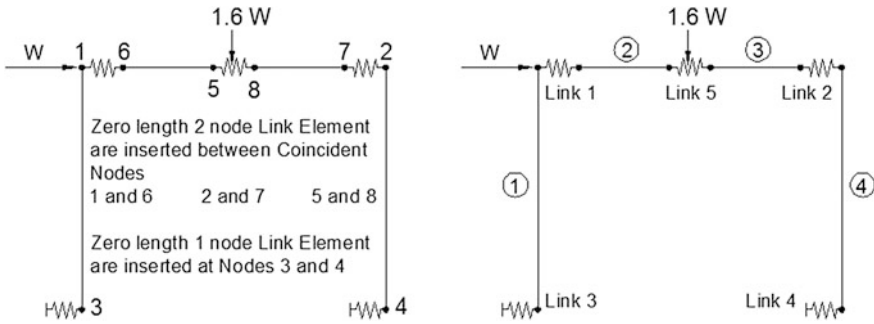 1.6 W
W
1
6
7
2
5
8
Zero length 2 node Link Element
are inserted between Coincident
Nodes
1 and 6 2 and 7 5 and 8
Zero length 1 node Link Element
are inserted at Nodes 3 and 4
3
4
1.6 W
W
2
3
Link 1
Link 5
Link 2
1
4
Link 3
Link 4